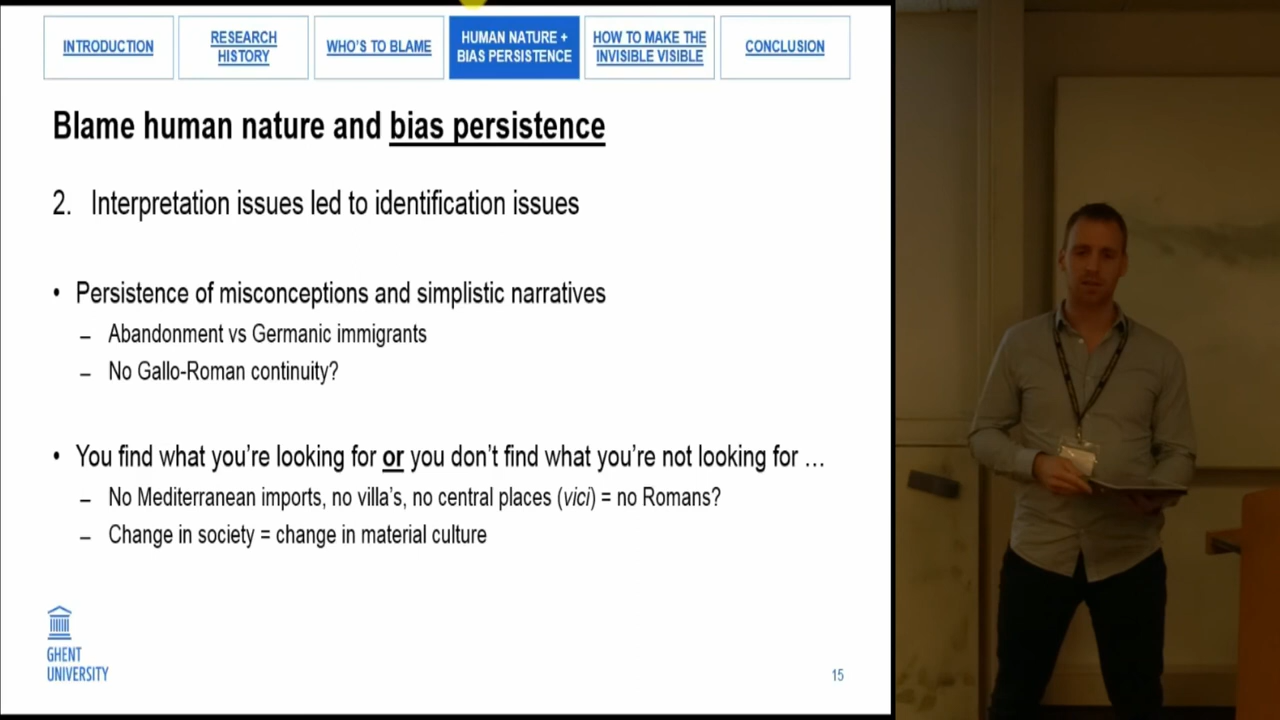 INTRODUCTION
RESEARCH
HISTORY
WHO'S TO BLAME
HUMAN NATURE +
BIAS PERSISTENCE
HOW TO MAKE THE
INVISIBLE VISIBLE
CONCLUSION
Blame human nature and bias persistence
2. Interpretation issues led to identification issues
• Persistence of misconceptions and simplistic narratives
– Abandonment vs Germanic immigrants
– No Gallo-Roman continuity?
• You find what you're looking for or you don't find what you're not looking for …
– No Mediterranean imports, no villa's, no central places (vici) = no Romans?
– Change in society = change in material culture
GHENT
UNIVERSITY
15